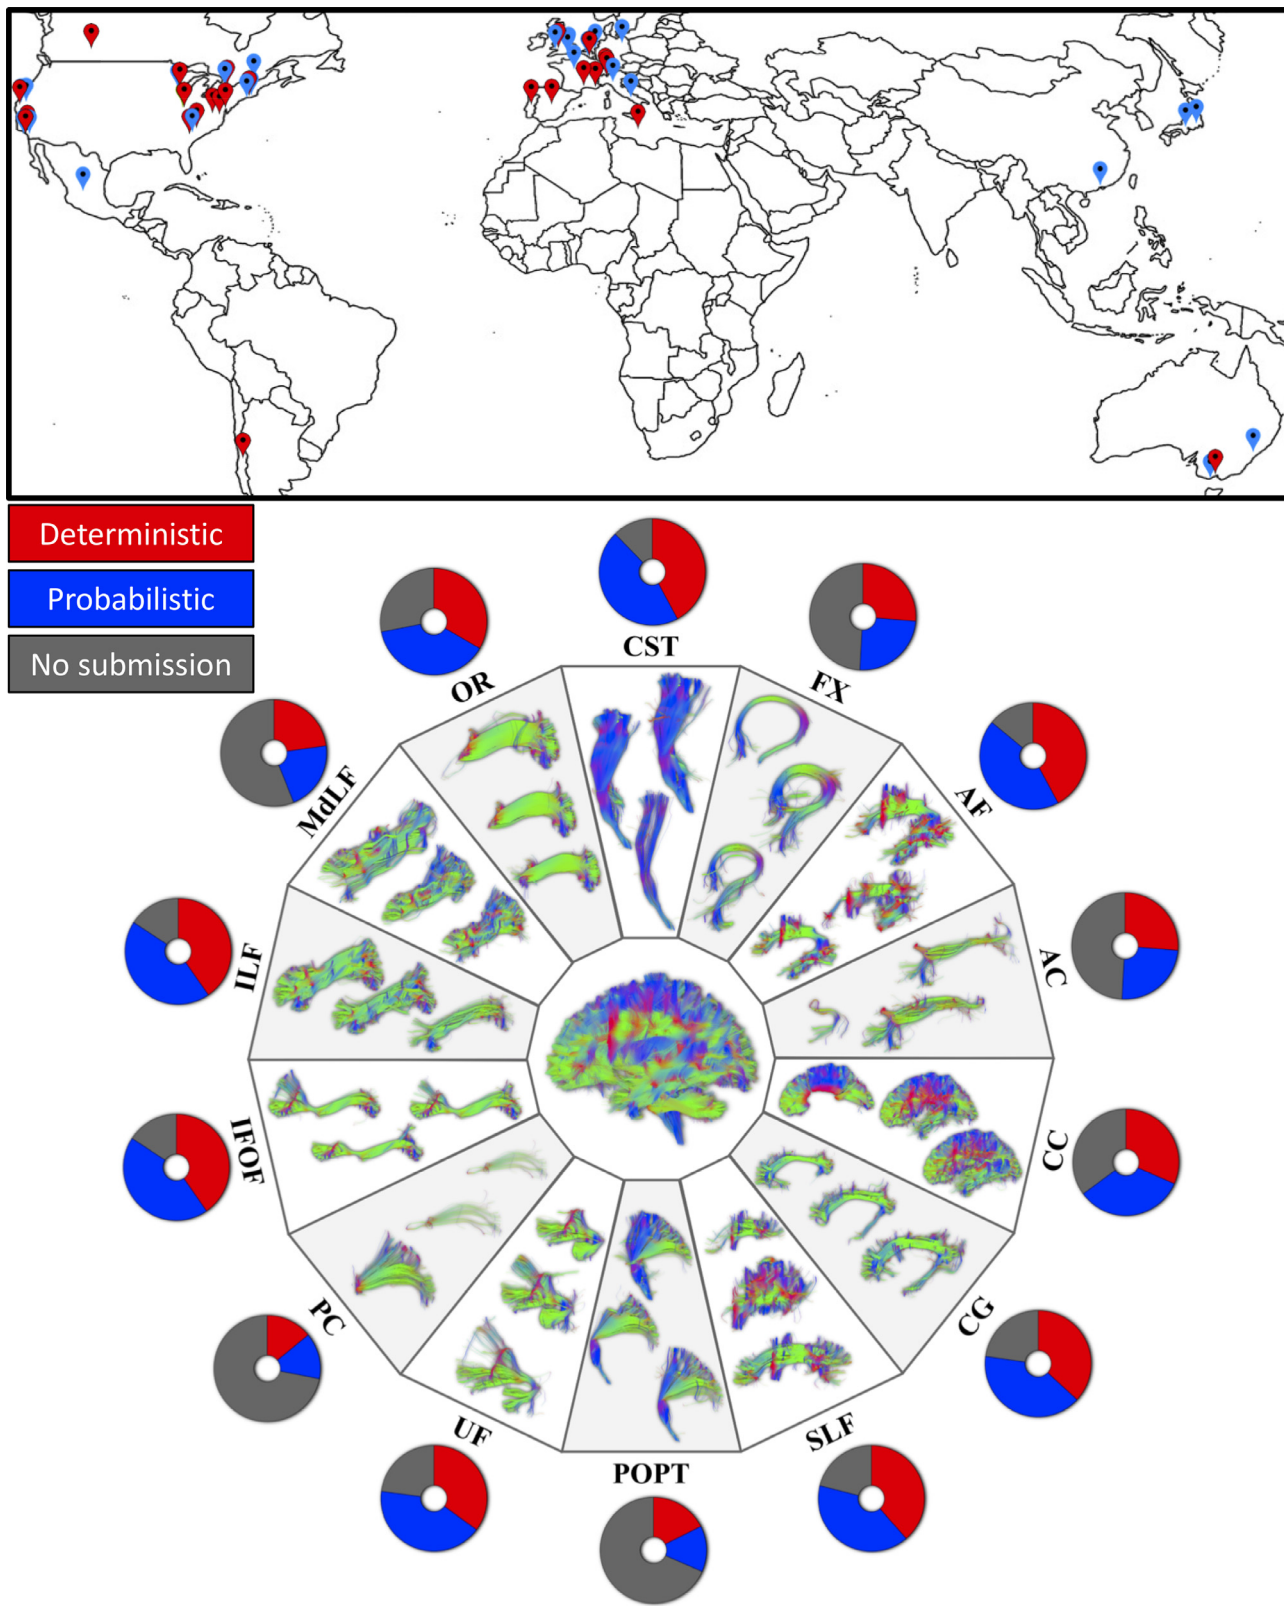 Deterministic
Probabilistic
No submission
CST
OR
FX
MdLF
AF
ILF
AC
IFOF
CC
PC
CG
UF
SLF
POPT